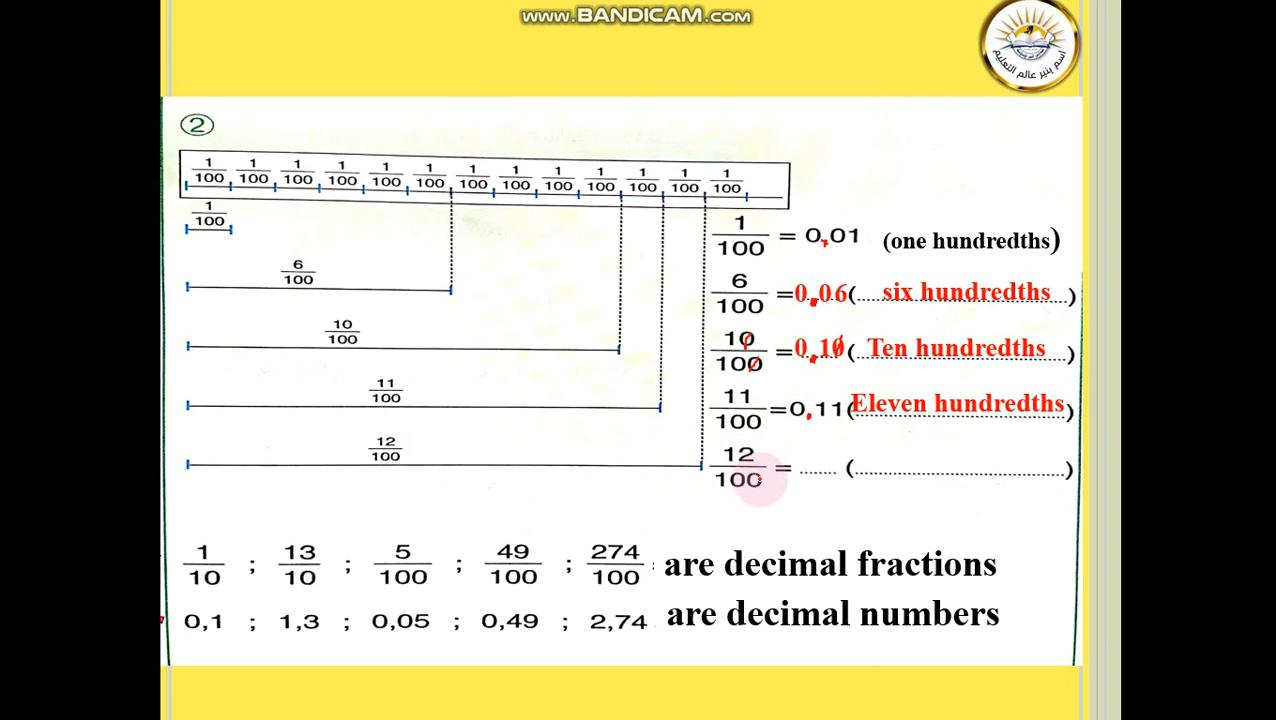 www.BANDICAM.com
اسم ينير عالم التعليم
2
1/100 1/100 1/100 1/100 1/100 1/100 1/100 1/100 1/100 1/100 1/100 1/100 1/100
1/100
6/100
10/100
11/100
12/100
1/100 = 0,01 (one hundredths)
6/100 = 0,06 (six hundredths)
10/100 = 0,10 (Ten hundredths)
11/100 = 0,11 (Eleven hundredths)
12/100 = ...... (..............................)
1/10 ; 13/10 ; 5/100 ; 49/100 ; 274/100 are decimal fractions
0,1 ; 1,3 ; 0,05 ; 0,49 ; 2,74 are decimal numbers